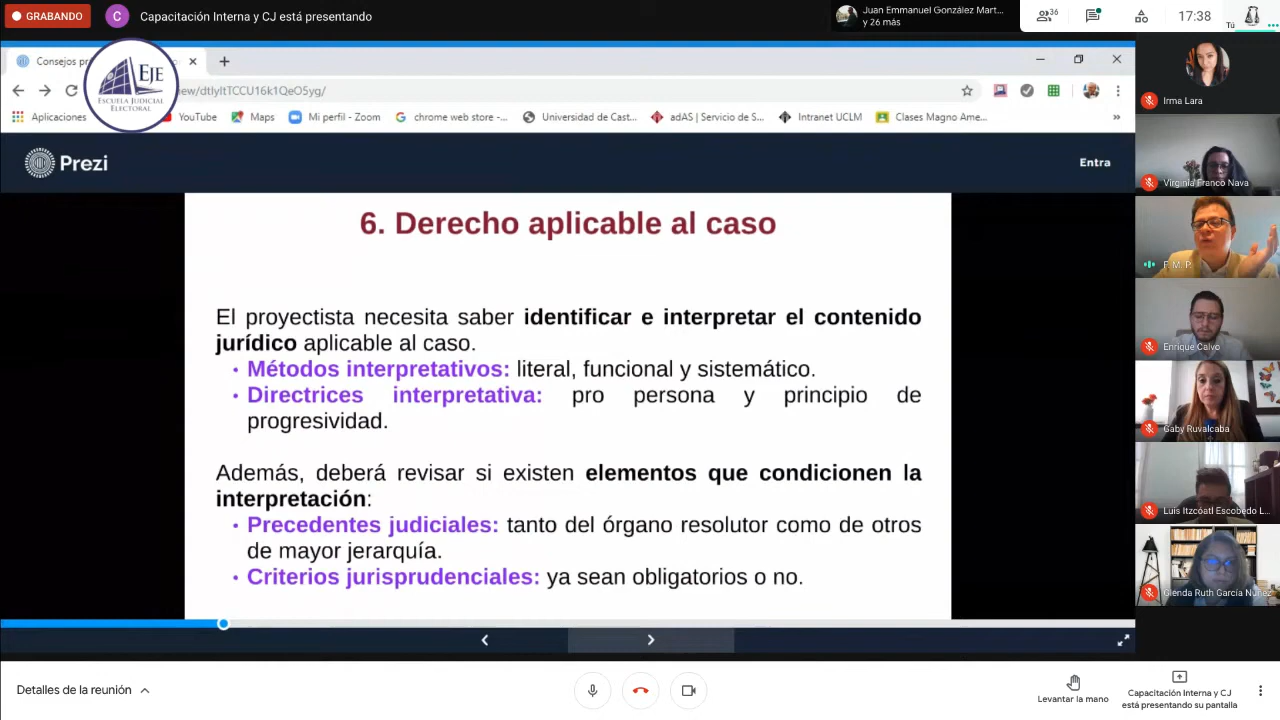 GRABANDO
C
Capacitación Interna y CJ está presentando
Juan Emmanuel González Mart...
y 26 más
36
17:38
Tú
Consejos pr
EJE
ESCUELA JUDICIAL
ELECTORAL
ew/dtIyItTCCU16k1QeO5yg/
Aplicaciones
YouTube
Maps
Mi perfil - Zoom
chrome web store -...
Universidad de Cast...
adAS | Servicio de S...
Intranet UCLM
Clases Magno Ame...
»
Prezi
Entra
6. Derecho aplicable al caso
El proyectista necesita saber identificar e interpretar el contenido
jurídico aplicable al caso.
• Métodos interpretativos: literal, funcional y sistemático.
• Directrices interpretativa: pro persona y principio de
progresividad.
Además, deberá revisar si existen elementos que condicionen la
interpretación:
• Precedentes judiciales: tanto del órgano resolutor como de otros
de mayor jerarquía.
• Criterios jurisprudenciales: ya sean obligatorios o no.
Irma Lara
Virginia Franco Nava
F. M. P.
Enrique Calvo
Gaby Ruvalcaba
Luis Itzcóatl Escobedo L...
Glenda Ruth García Nuñez
Detalles de la reunión
Levantar la mano
Capacitación Interna y CJ
está presentando su pantalla